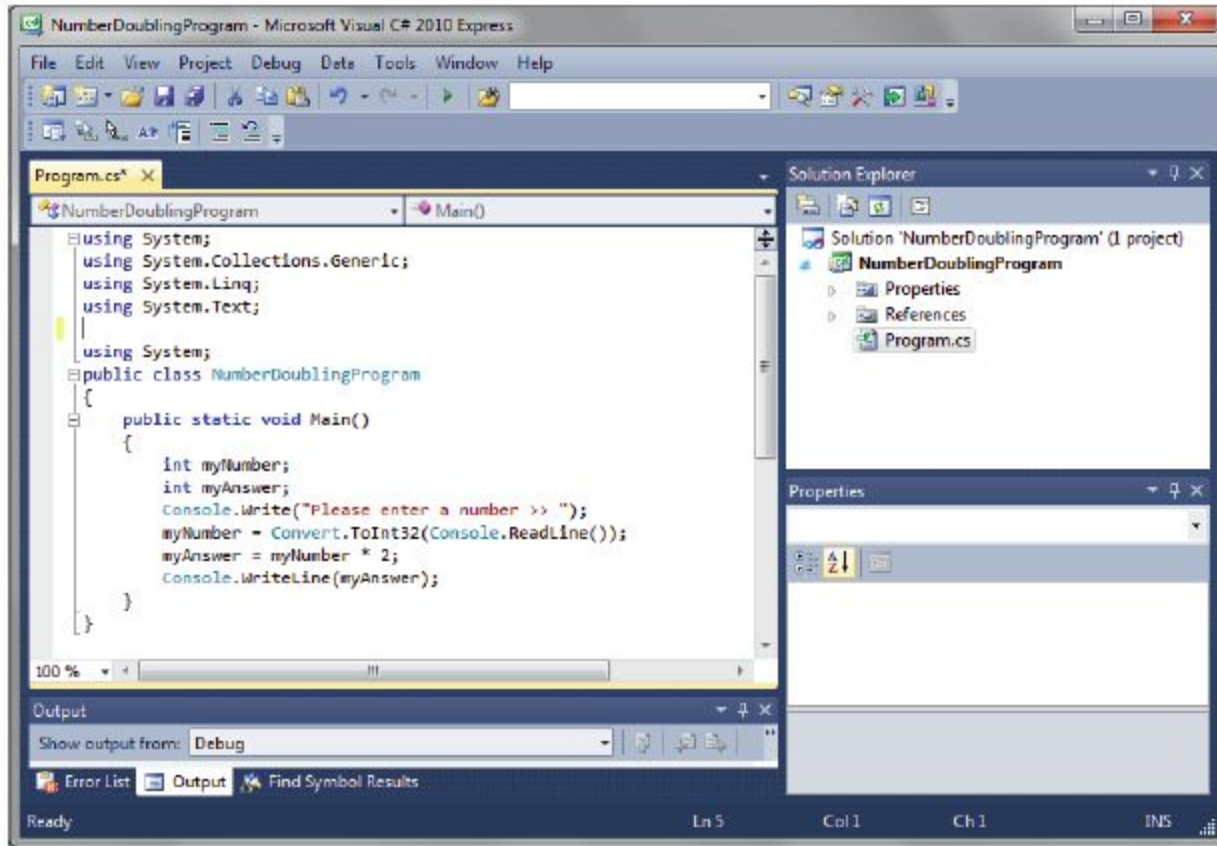 NumberDoublingProgram - Microsoft Visual C# 2010 Express
File Edit View Project Debug Data Tools Window Help
Program.cs*
NumberDoublingProgram
Main()
using System;
using System.Collections.Generic;
using System.Linq;
using System.Text;
using System;
public class NumberDoublingProgram
{
public static void Main()
{
int myNumber;
int myAnswer;
Console.Write("Please enter a number >> ");
myNumber = Convert.ToInt32(Console.ReadLine());
myAnswer = myNumber * 2;
Console.WriteLine(myAnswer);
}
}
100 %
Solution Explorer
Solution 'NumberDoublingProgram' (1 project)
NumberDoublingProgram
Properties
References
Program.cs
Properties
Output
Show output from: Debug
Error List Output Find Symbol Results
Ready Ln 5 Col 1 Ch 1 INS